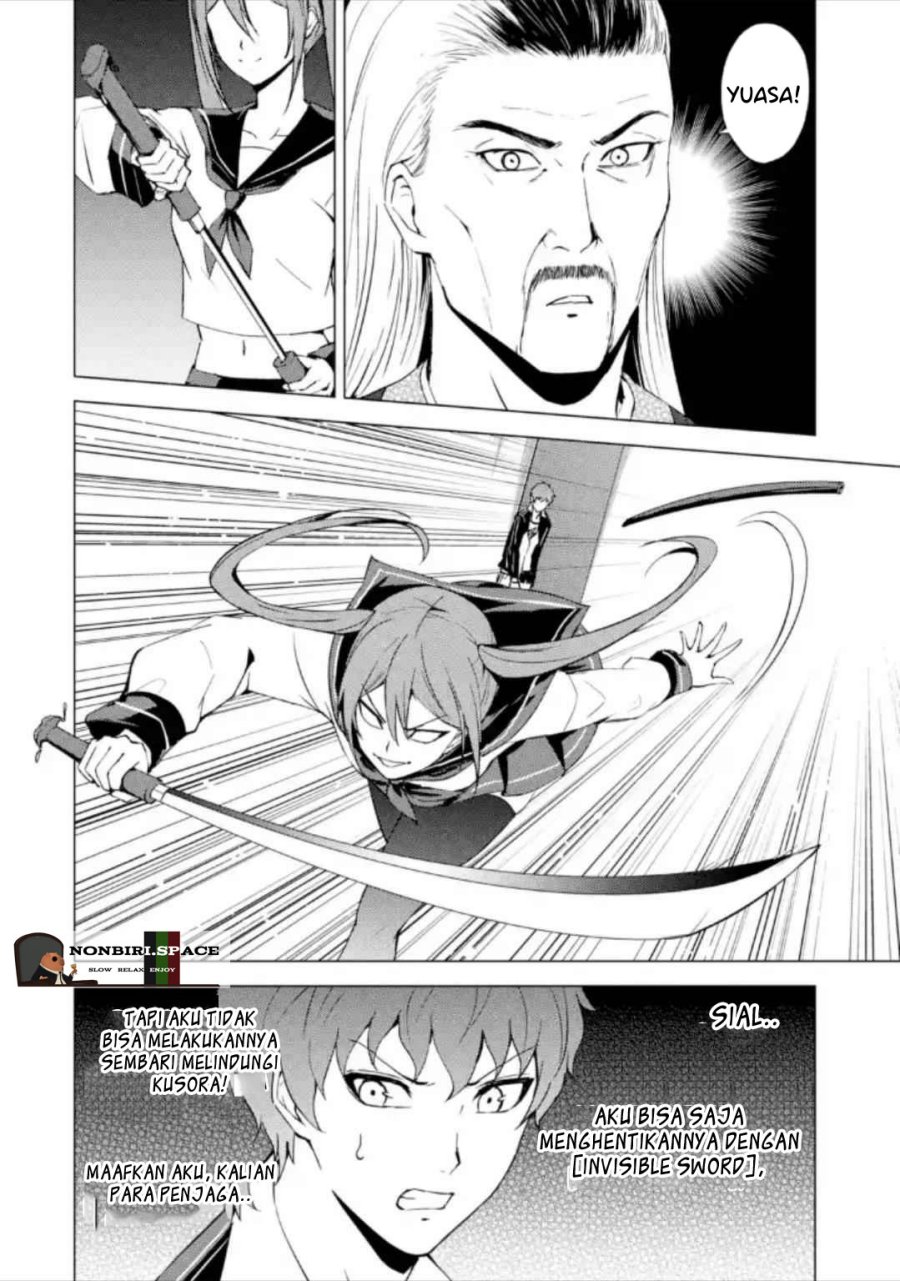 YUASA!
NONBIRI.SPACE
SLOW RELAX ENJOY
SIAL..
AKU BISA SAJA
MENGHENTIKANNYA DENGAN
[INVISIBLE SWORD],
TAPI AKU TIDAK
BISA MELAKUKANNYA
SEMBARI MELINDUNGI
KUSORA!
MAAFKAN AKU, KALIAN
PARA PENJAGA..